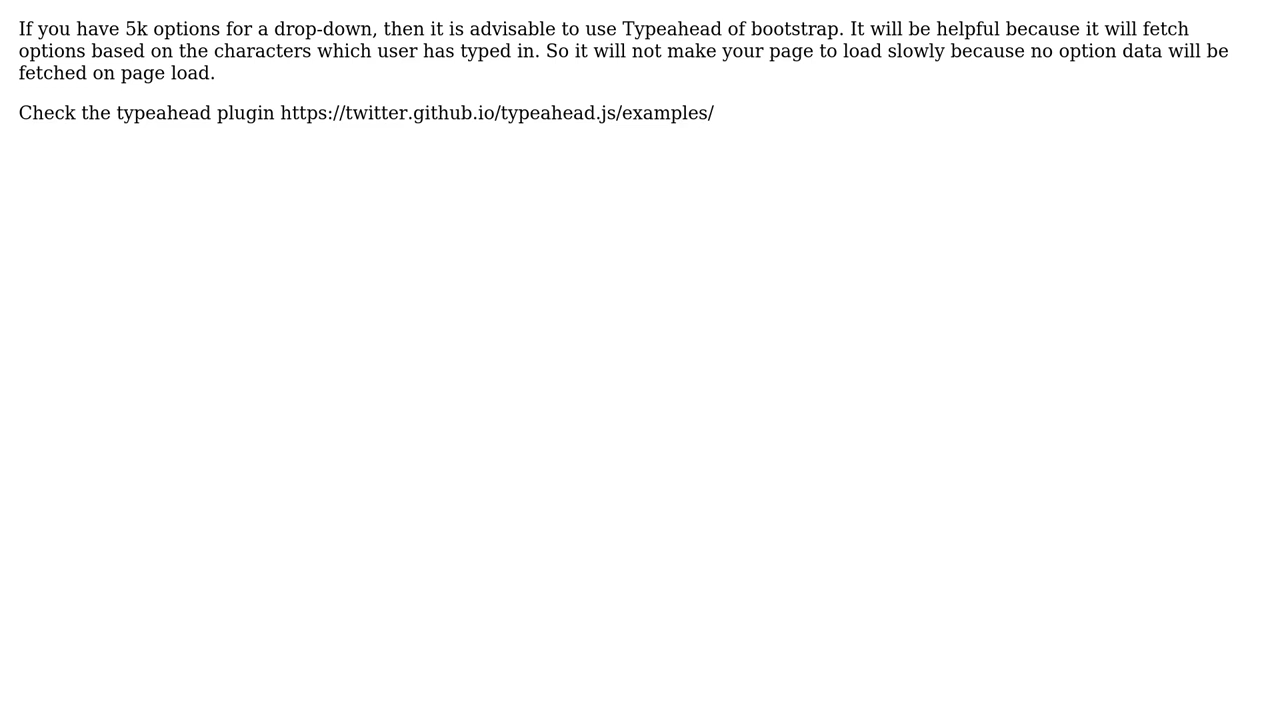 If you have 5k options for a drop-down, then it is advisable to use Typeahead of bootstrap. It will be helpful because it will fetch
options based on the characters which user has typed in. So it will not make your page to load slowly because no option data will be
fetched on page load.
Check the typeahead plugin https://twitter.github.io/typeahead.js/examples/